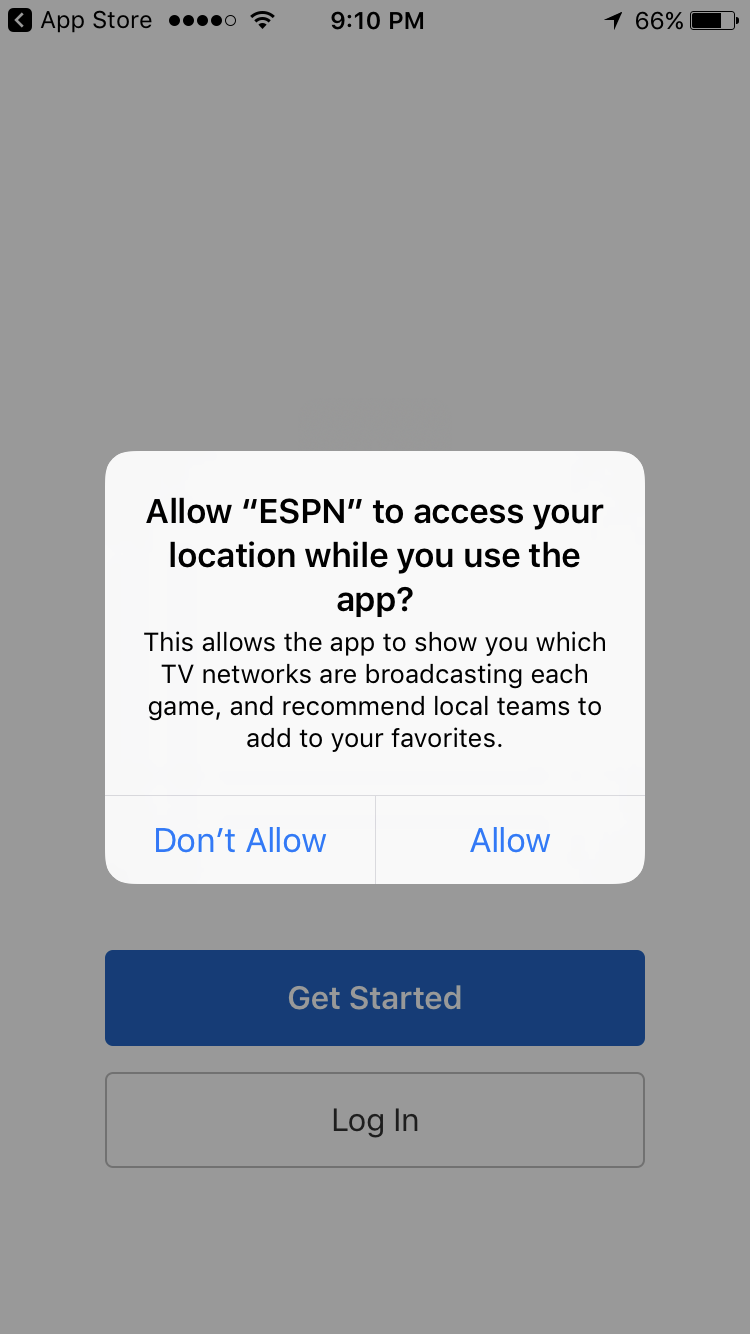 App Store 9:10 PM 66%
Allow “ESPN” to access your
location while you use the
app?
This allows the app to show you which
TV networks are broadcasting each
game, and recommend local teams to
add to your favorites.
Don’t Allow Allow
Get Started
Log In